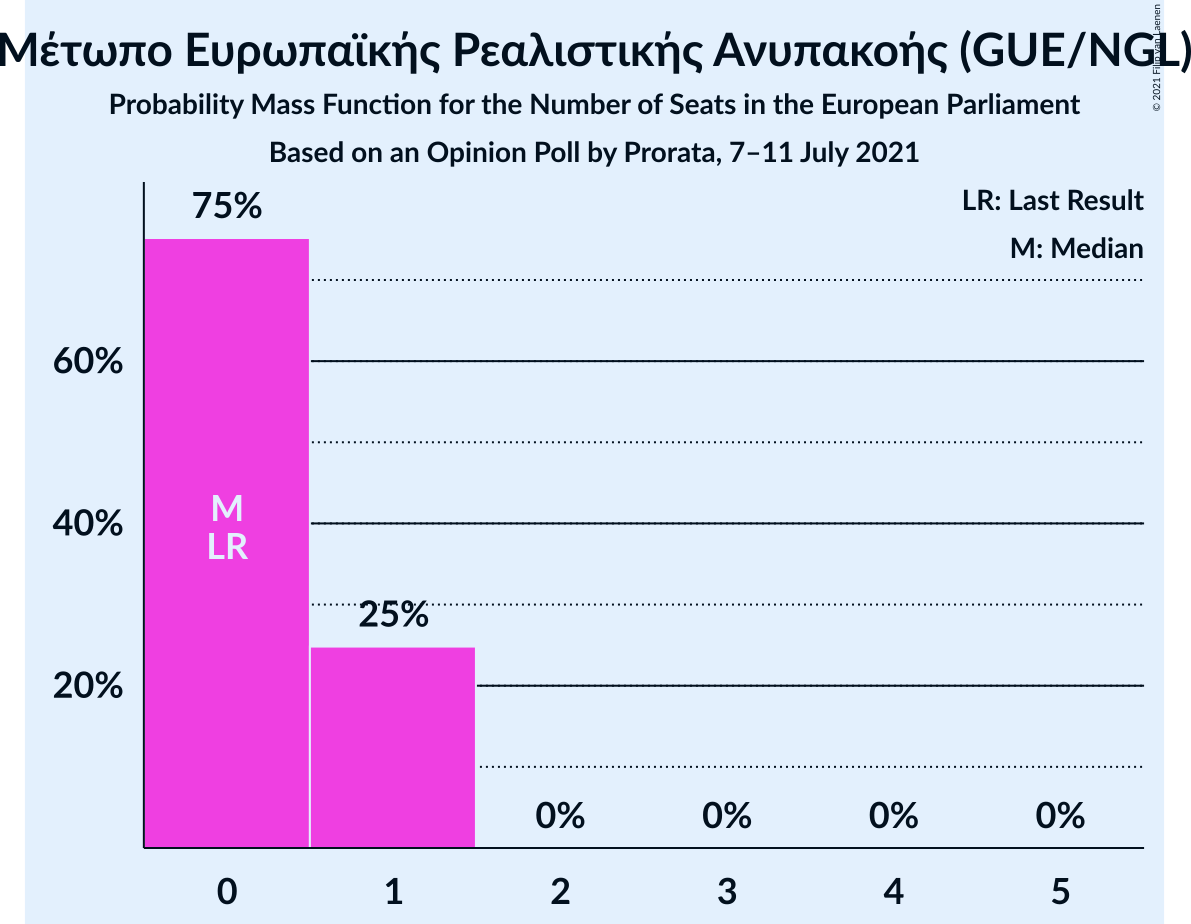 Μέτωπο Ευρωπαϊκής Ρεαλιστικής Ανυπακοής (GUE/NGL)
© 2021 Filip van Laenen
Probability Mass Function for the Number of Seats in the European Parliament
Based on an Opinion Poll by Prorata, 7–11 July 2021
LR: Last Result
M: Median
75%
60%
40%
20%
M
LR
25%
0% 0% 0% 0%
0 1 2 3 4 5